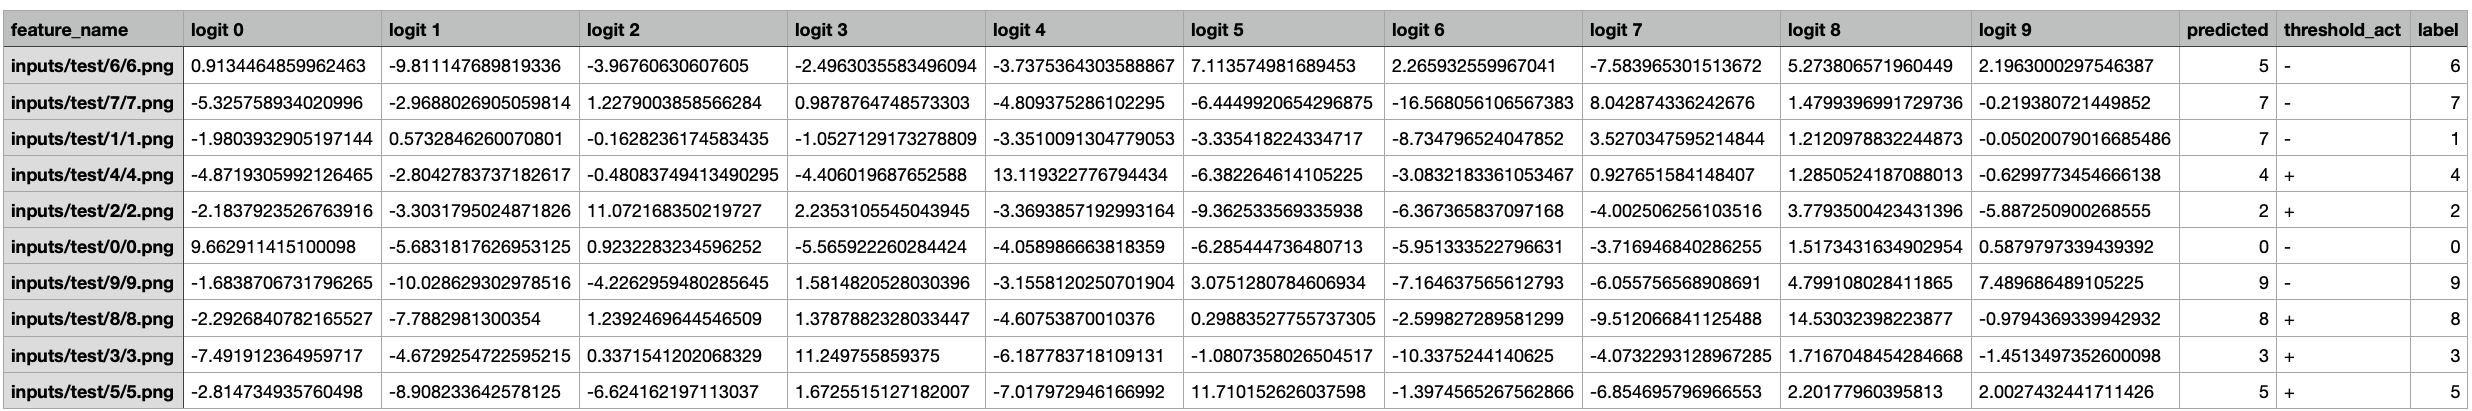 feature_name logit 0 logit 1 logit 2 logit 3 logit 4 logit 5 logit 6 logit 7 logit 8 logit 9 predicted threshold_act label
inputs/test/6/6.png 0.9134464859962463 -9.811147689819336 -3.96760630607605 -2.4963035583496094 -3.7375364303588867 7.113574981689453 2.265932559967041 -7.583965301513672 5.273806571960449 2.1963000297546387 5 - 6
inputs/test/7/7.png -5.325758934020996 -2.9688026905059814 1.2279003858566284 0.9878764748573303 -4.809375286102295 -6.4449920654296875 -16.568056106567383 8.042874336242676 1.4799396991729736 -0.219380721449852 7 - 7
inputs/test/1/1.png -1.9803932905197144 0.5732846260070801 -0.1628236174583435 -1.0527129173278809 -3.3510091304779053 -3.335418224334717 -8.734796524047852 3.5270347595214844 1.2120978832244873 -0.05020079016685486 7 - 1
inputs/test/4/4.png -4.8719305992126465 -2.8042783737182617 -0.48083749413490295 -4.406019687652588 13.119322776794434 -6.382264614105225 -3.0832183361053467 0.927651584148407 1.2850524187088013 -0.6299773454666138 4 + 4
inputs/test/2/2.png -2.1837923526763916 -3.3031795024871826 11.072168350219727 2.2353105545043945 -3.3693857192993164 -9.362533569335938 -6.367365837097168 -4.002506256103516 3.7793500423431396 -5.887250900268555 2 + 2
inputs/test/0/0.png 9.662911415100098 -5.6831817626953125 0.9232283234596252 -5.565922260284424 -4.058986663818359 -6.285444736480713 -5.951333522796631 -3.716946840286255 1.5173431634902954 0.5879797339439392 0 - 0
inputs/test/9/9.png -1.6838706731796265 -10.028629302978516 -4.2262959480285645 1.5814820528030396 -3.1558120250701904 3.0751280784606934 -7.164637565612793 -6.055756568908691 4.799108028411865 7.489686489105225 9 - 9
inputs/test/8/8.png -2.2926840782165527 -7.7882981300354 1.2392469644546509 1.3787882328033447 -4.60753870010376 0.29883527755737305 -2.599827289581299 -9.512066841125488 14.53032398223877 -0.9794369339942932 8 + 8
inputs/test/3/3.png -7.491912364959717 -4.6729254722595215 0.3371541202068329 11.249755859375 -6.187783718109131 -1.0807358026504517 -10.3375244140625 -4.0732293128967285 1.7167048454284668 -1.4513497352600098 3 + 3
inputs/test/5/5.png -2.814734935760498 -8.908233642578125 -6.624162197113037 1.6725515127182007 -7.017972946166992 11.710152626037598 -1.3974565267562866 -6.854695796966553 2.20177960395813 2.0027432441711426 5 + 5